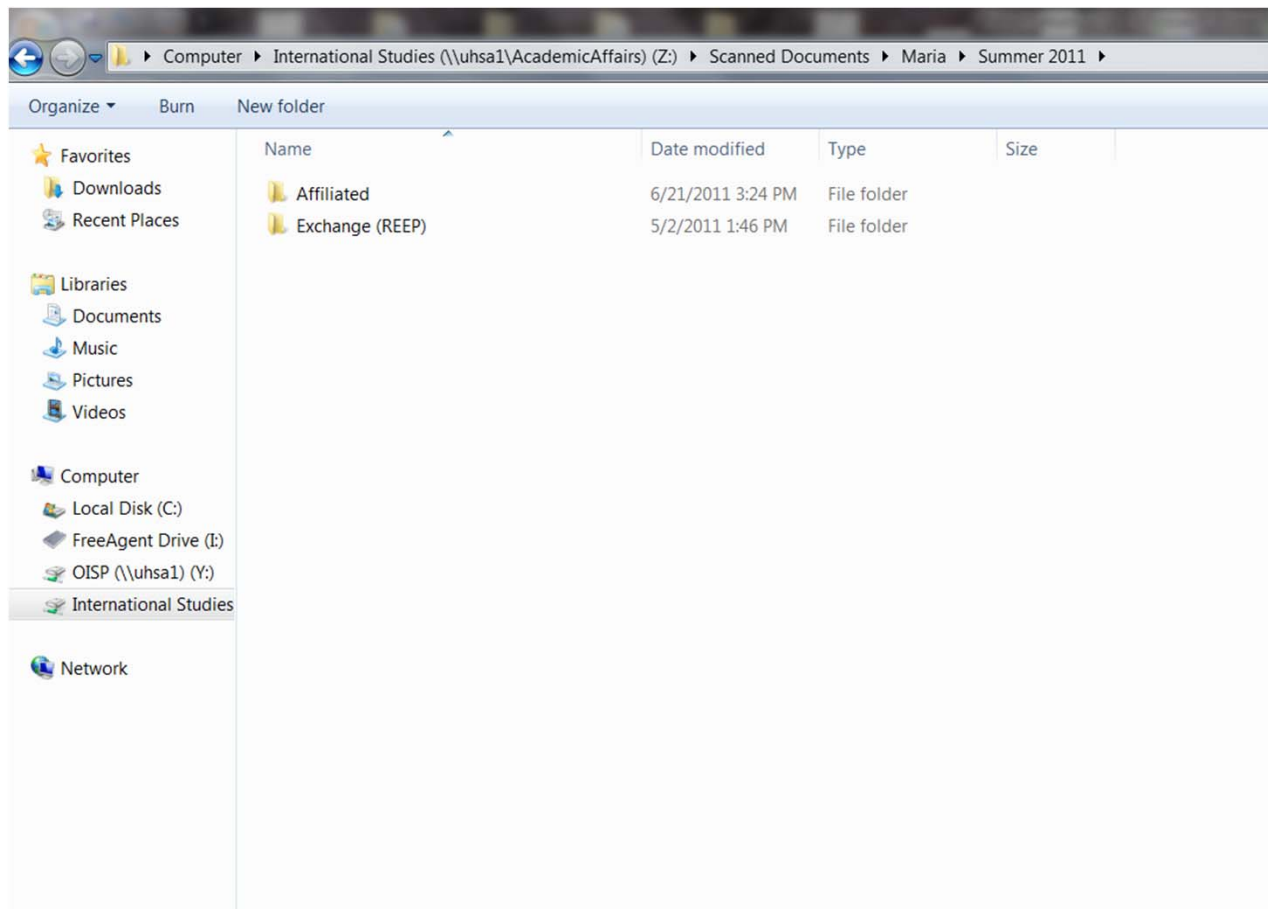 Computer International Studies (\\uhsa1\AcademicAffairs) (Z:) Scanned Documents Maria Summer 2011
Organize Burn New folder
Favorites
Downloads
Recent Places
Libraries
Documents
Music
Pictures
Videos
Computer
Local Disk (C:)
FreeAgent Drive (I:)
OISP (\\uhsa1) (Y:)
International Studies
Network
Name Date modified Type Size
Affiliated 6/21/2011 3:24 PM File folder
Exchange (REEP) 5/2/2011 1:46 PM File folder